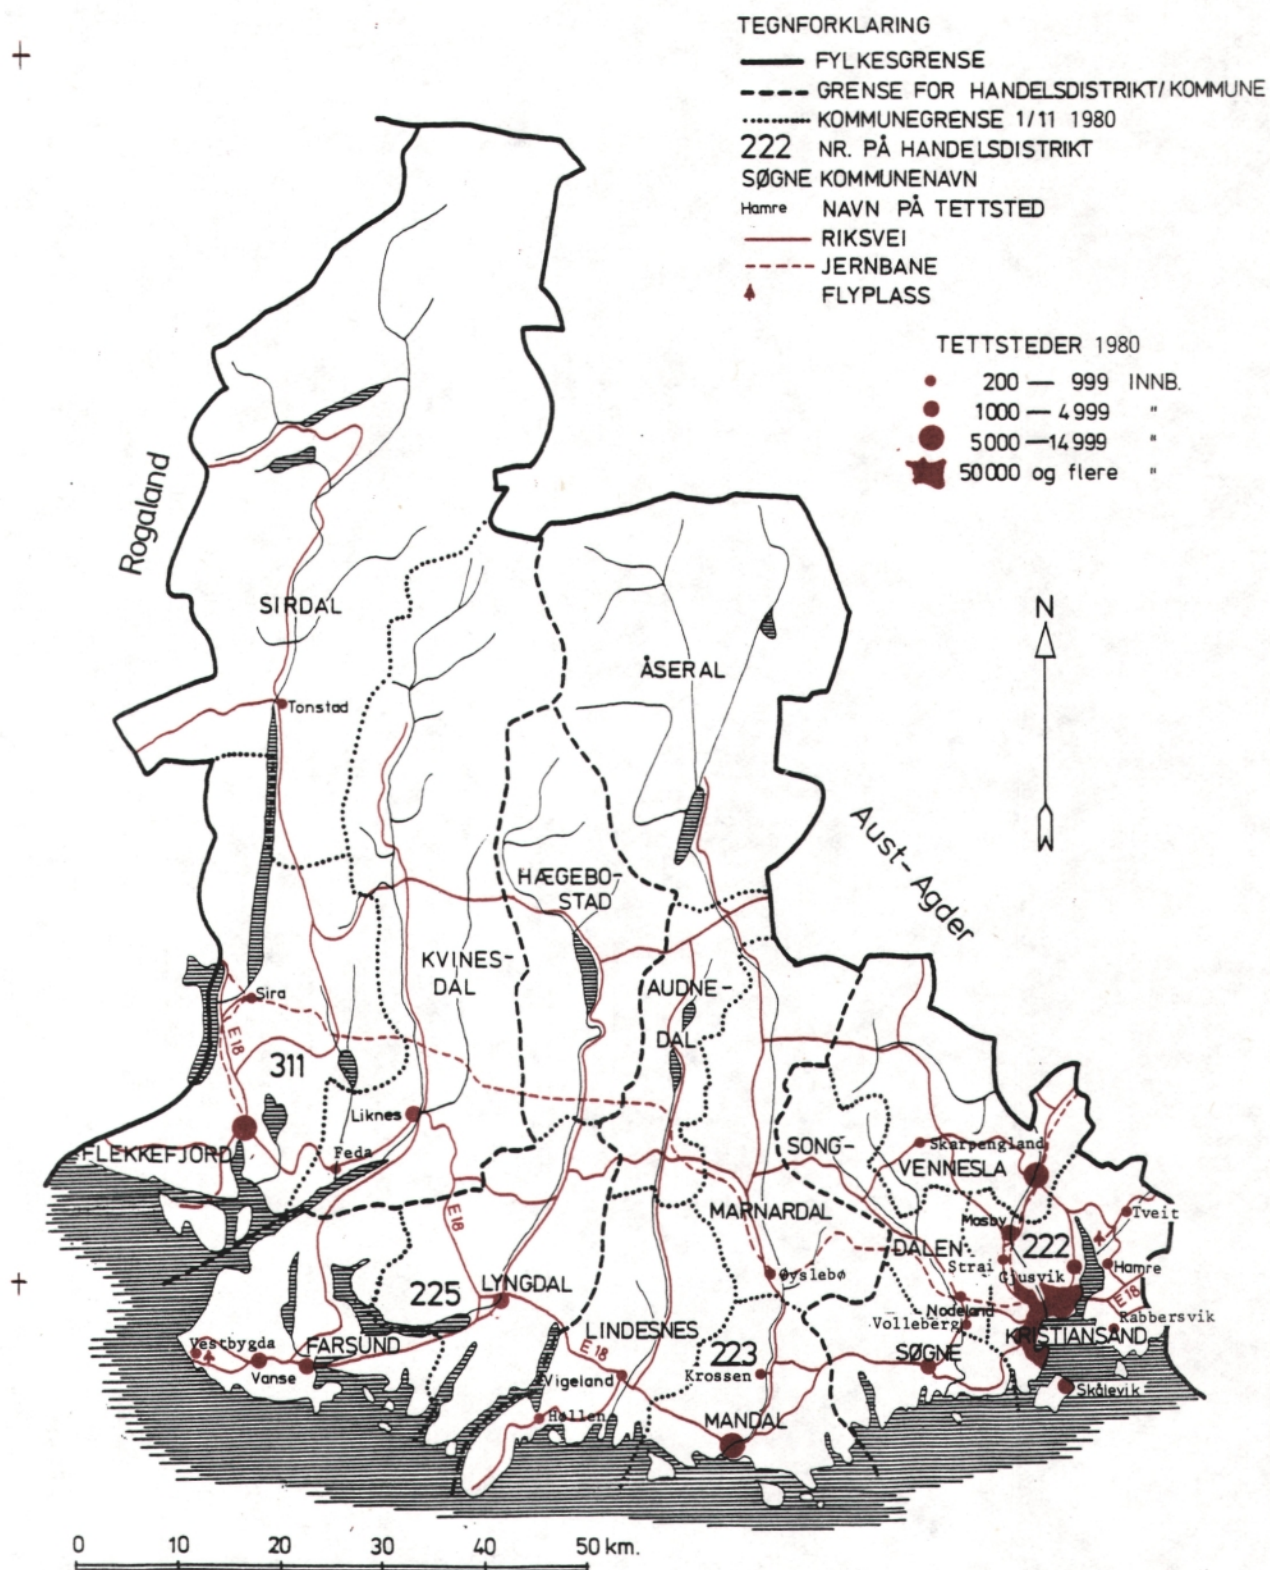 TEGNFORKLARING
FYLKESGRENSE
GRENSE FOR HANDELSDISTRIKT/KOMMUNE
KOMMUNEGRENSE 1/11 1980
222 NR. PÅ HANDELSDISTRIKT
SØGNE KOMMUNENAVN
Hamre NAVN PÅ TETTSTED
RIKSVEI
JERNBANE
FLYPLASS
TETTSTEDER 1980
200 — 999 INNB.
1000 — 4999 "
5000 — 14999 "
50000 og flere "
Rogaland
N
SIRDAL
ÅSERAL
Tonstad
Aust-Agder
HÆGEBO-
STAD
KVINES-
DAL
AUDNE-
DAL
Sira
E18
311
Liknes
FLEKKEFJORD
Feda
SONG-
DALEN
Skarpengland
VENNESLA
E18
MARNARDAL
Mosby
222
Tveit
Strai
Gjusvik
Hamre
Øyslebø
225
LYNGDAL
Nodeland
E18
Volleberg
Rabbersvik
KRISTIANSAND
LINDESNES
Vestbygda
FARSUND
E18
223
SØGNE
Vanse
Vigeland
Krossen
Skålevik
Høllen
MANDAL
0 10 20 30 40 50 km.